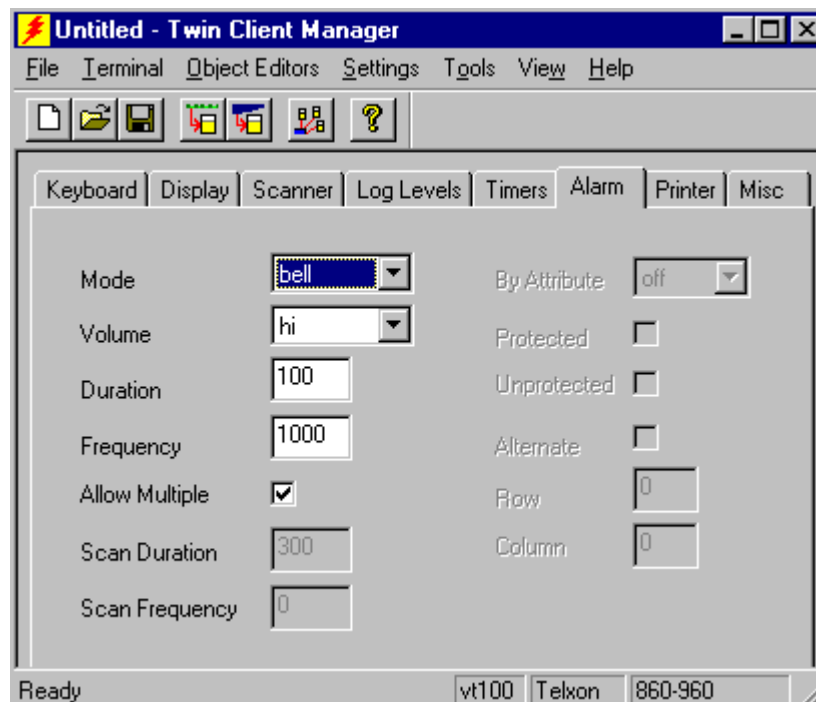 Untitled - Twin Client Manager
File Terminal Object Editors Settings Tools View Help
Keyboard Display Scanner Log Levels Timers Alarm Printer Misc
Mode bell By Attribute off
Volume hi Protected
Duration 100 Unprotected
Frequency 1000 Alternate
Allow Multiple Row 0
Scan Duration 300 Column 0
Scan Frequency 0
Ready vt100 Telxon 860-960